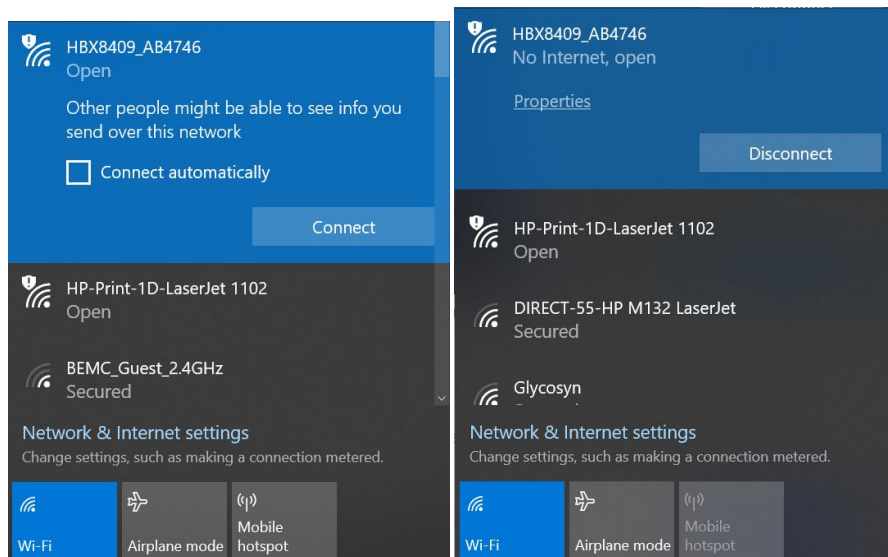 HBX8409_AB4746
Open
Other people might be able to see info you
send over this network
Connect automatically
Connect
HP-Print-1D-LaserJet 1102
Open
BEMC_Guest_2.4GHz
Secured
Network & Internet settings
Change settings, such as making a connection metered.
Wi-Fi
Airplane mode
Mobile
hotspot
HBX8409_AB4746
No Internet, open
Properties
Disconnect
HP-Print-1D-LaserJet 1102
Open
DIRECT-55-HP M132 LaserJet
Secured
Glycosyn
Network & Internet settings
Change settings, such as making a connection metered.
Wi-Fi
Airplane mode
Mobile
hotspot